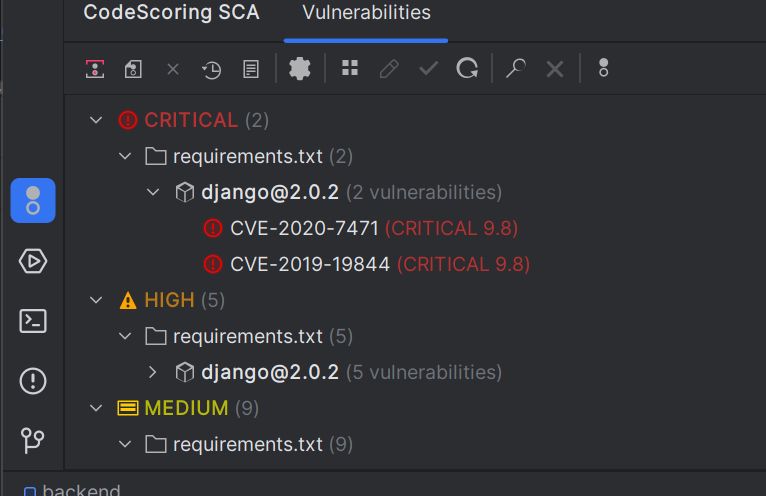 CodeScoring SCA Vulnerabilities
CRITICAL (2)
requirements.txt (2)
django@2.0.2 (2 vulnerabilities)
CVE-2020-7471 (CRITICAL 9.8)
CVE-2019-19844 (CRITICAL 9.8)
HIGH (5)
requirements.txt (5)
django@2.0.2 (5 vulnerabilities)
MEDIUM (9)
requirements.txt (9)
backend